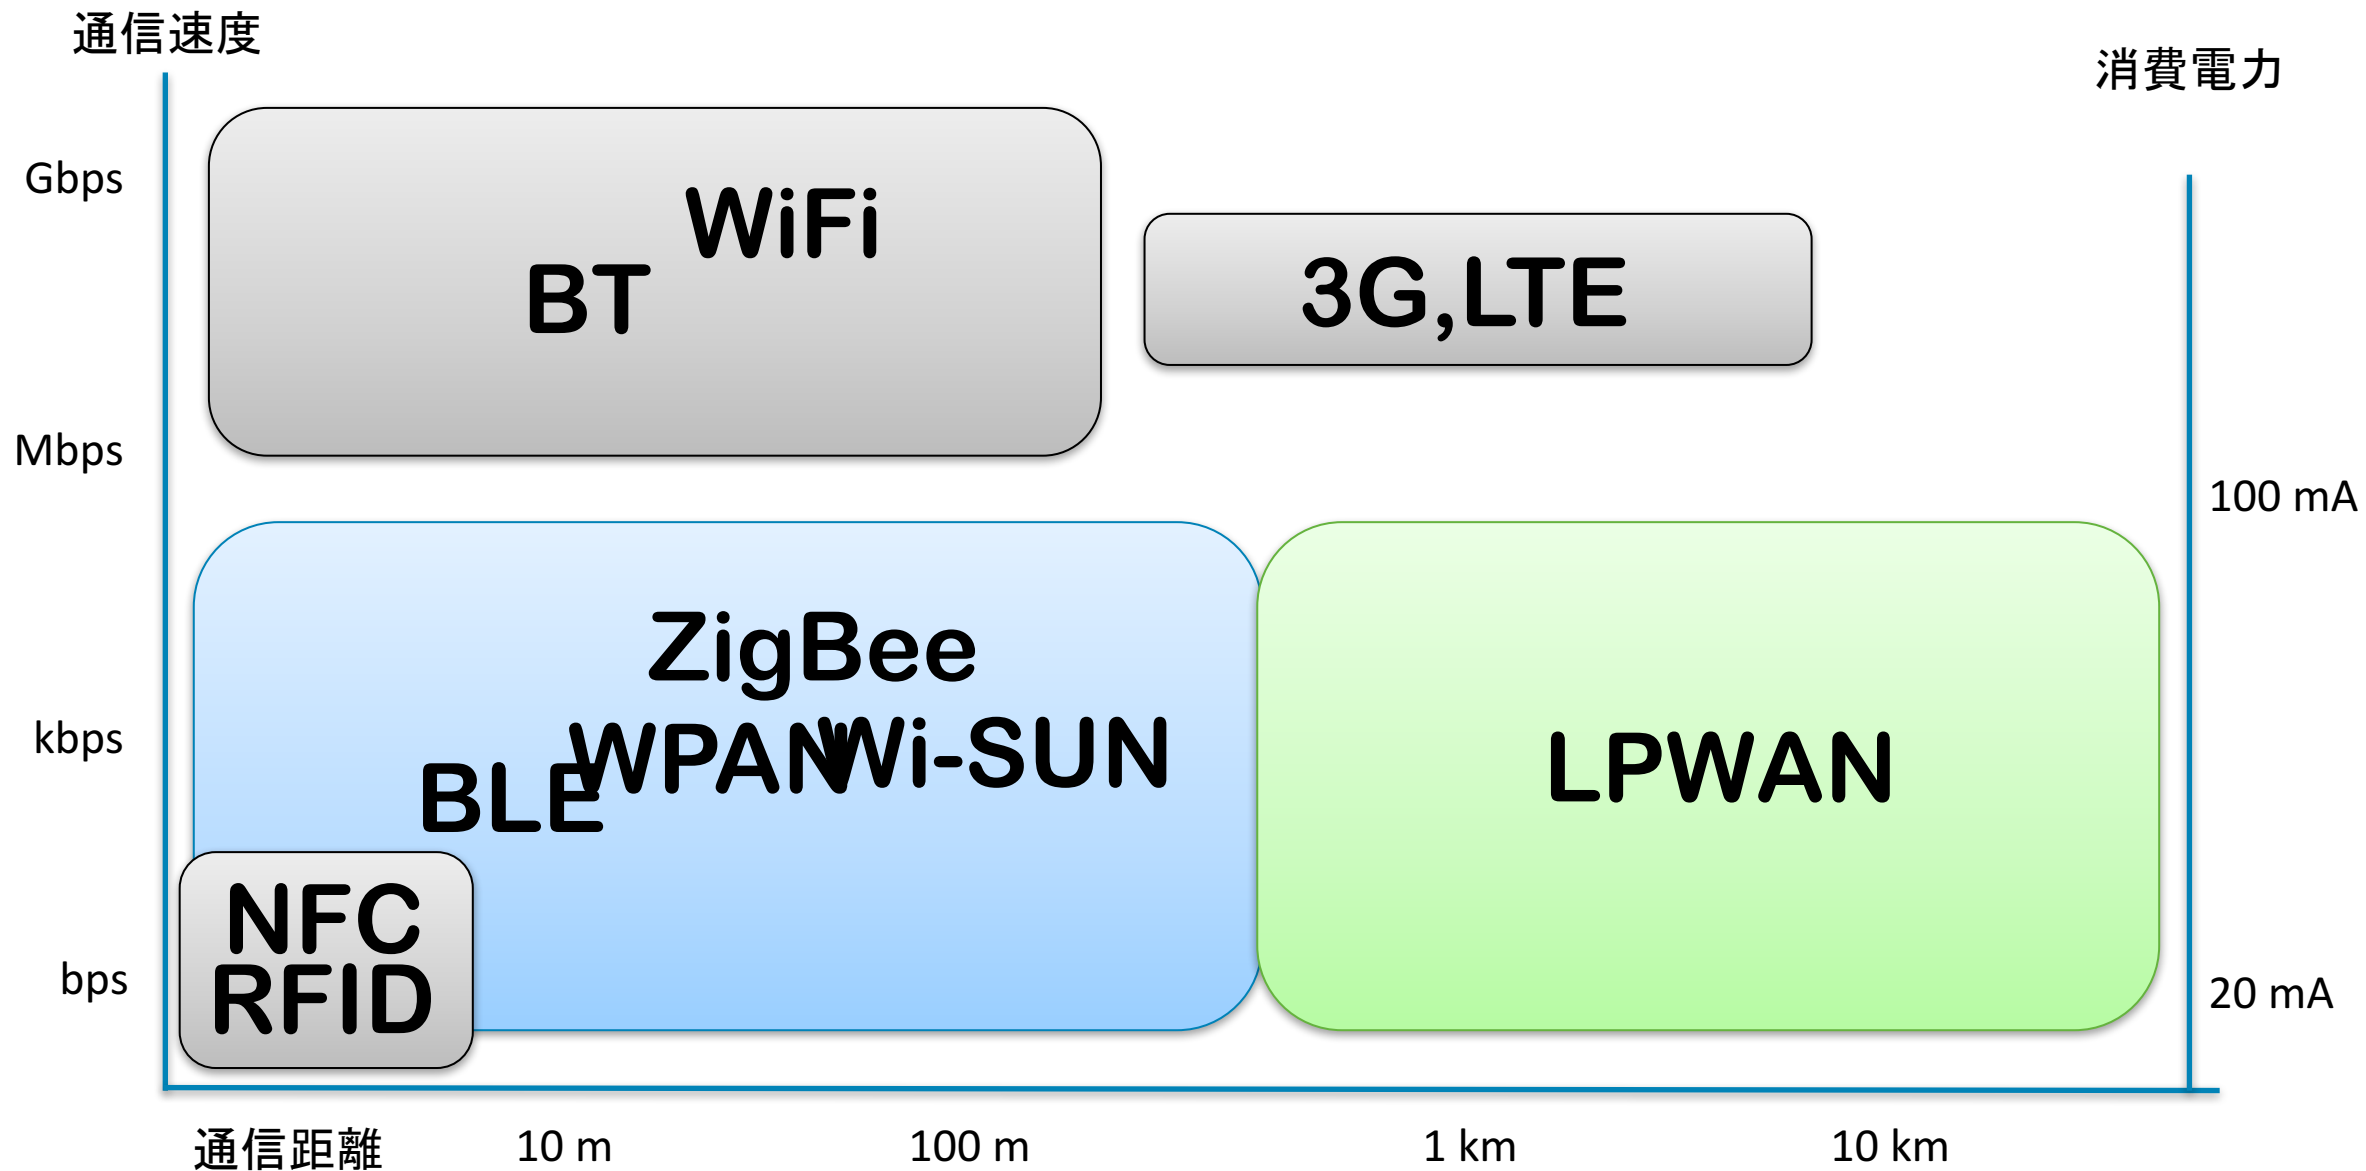 通信速度
消費電力
Gbps
WiFi
BT
3G,LTE
Mbps
100 mA
ZigBee
kbps
WPAN
Wi-SUN
BLE
LPWAN
NFC
RFID
bps
20 mA
通信距離
10 m
100 m
1 km
10 km